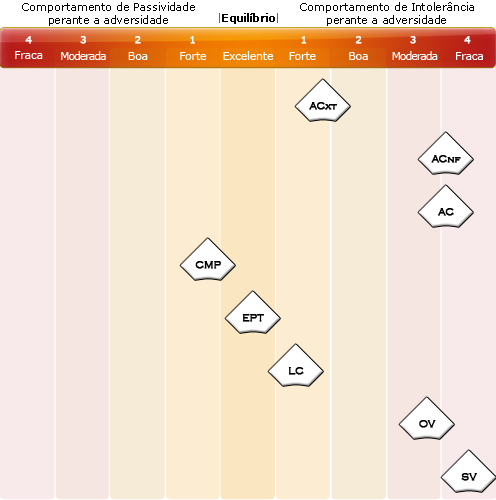 Comportamento de Passividade
perante a adversidade
|Equilíbrio|
Comportamento de Intolerância
perante a adversidade
4 3 2 1 1 2 3 4
Fraca Moderada Boa Forte Excelente Forte Boa Moderada Fraca
ACXT
ACNF
AC
CMP
EPT
LC
OV
SV